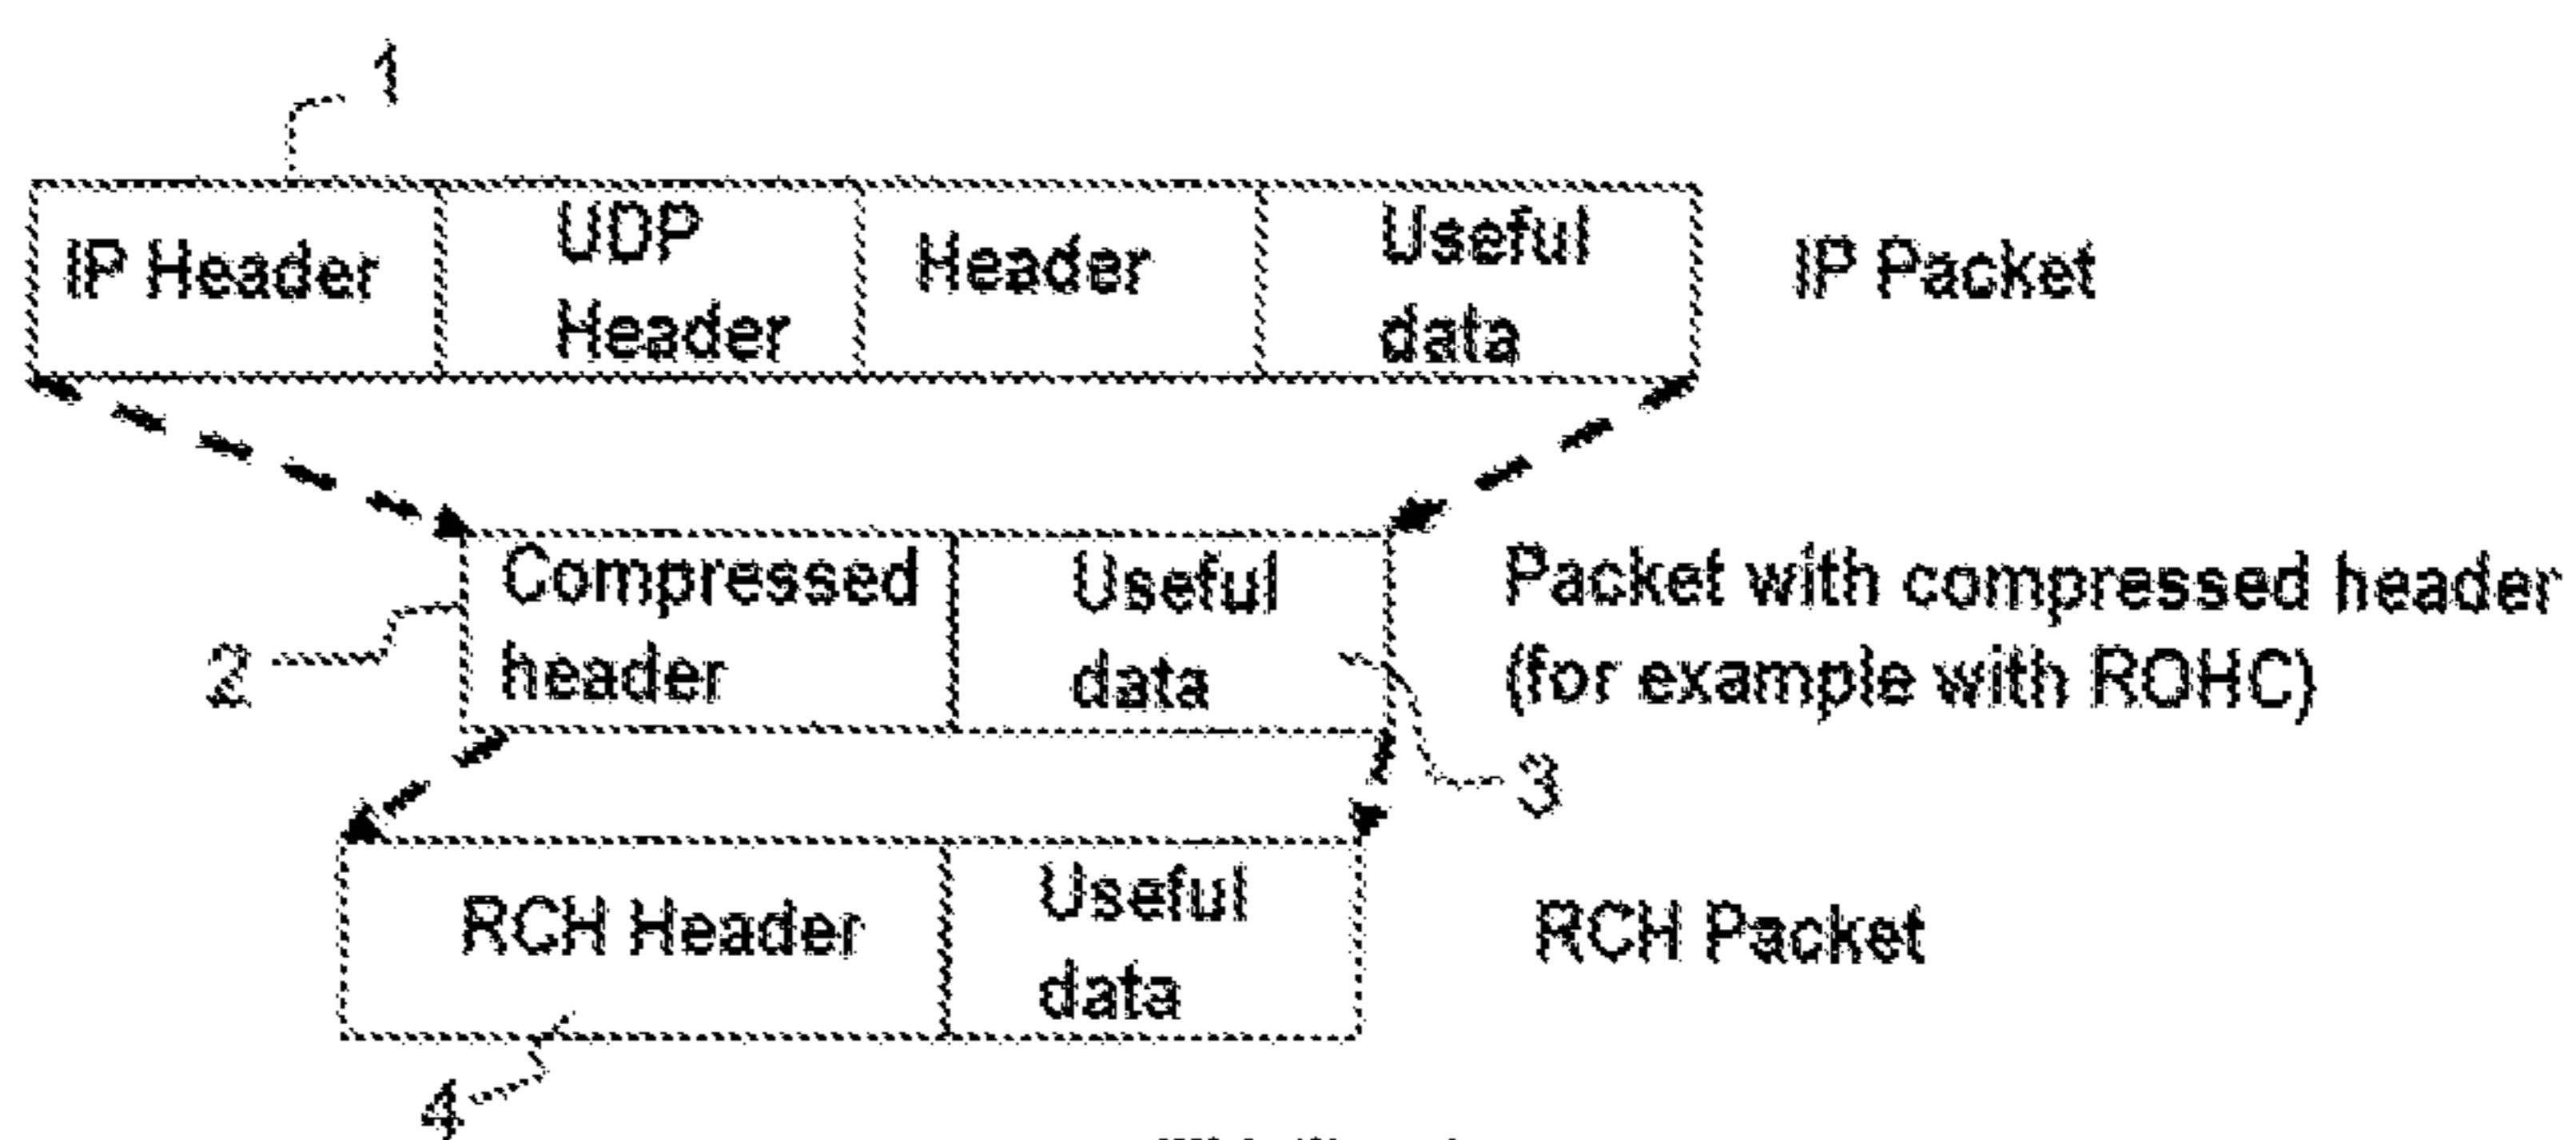 1
IP Header
UDP
Header
Header
Useful
data
IP Packet
Compressed
header
Useful
data
Packet with compressed header
(for example with ROHC)
2
3
RCH Header
Useful
data
RCH Packet
4